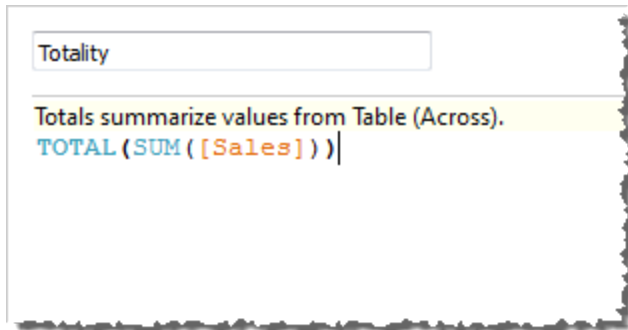 Totality
Totals summarize values from Table (Across).
TOTAL(SUM([Sales]))